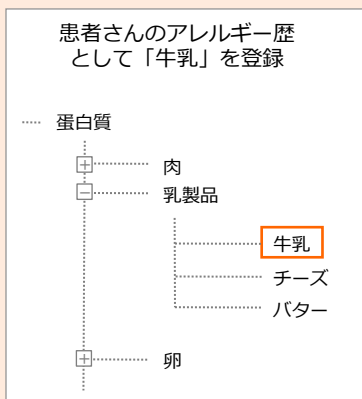 患者さんのアレルギー歴
として「牛乳」を登録
蛋白質
肉
乳製品
牛乳
チーズ
バター
卵